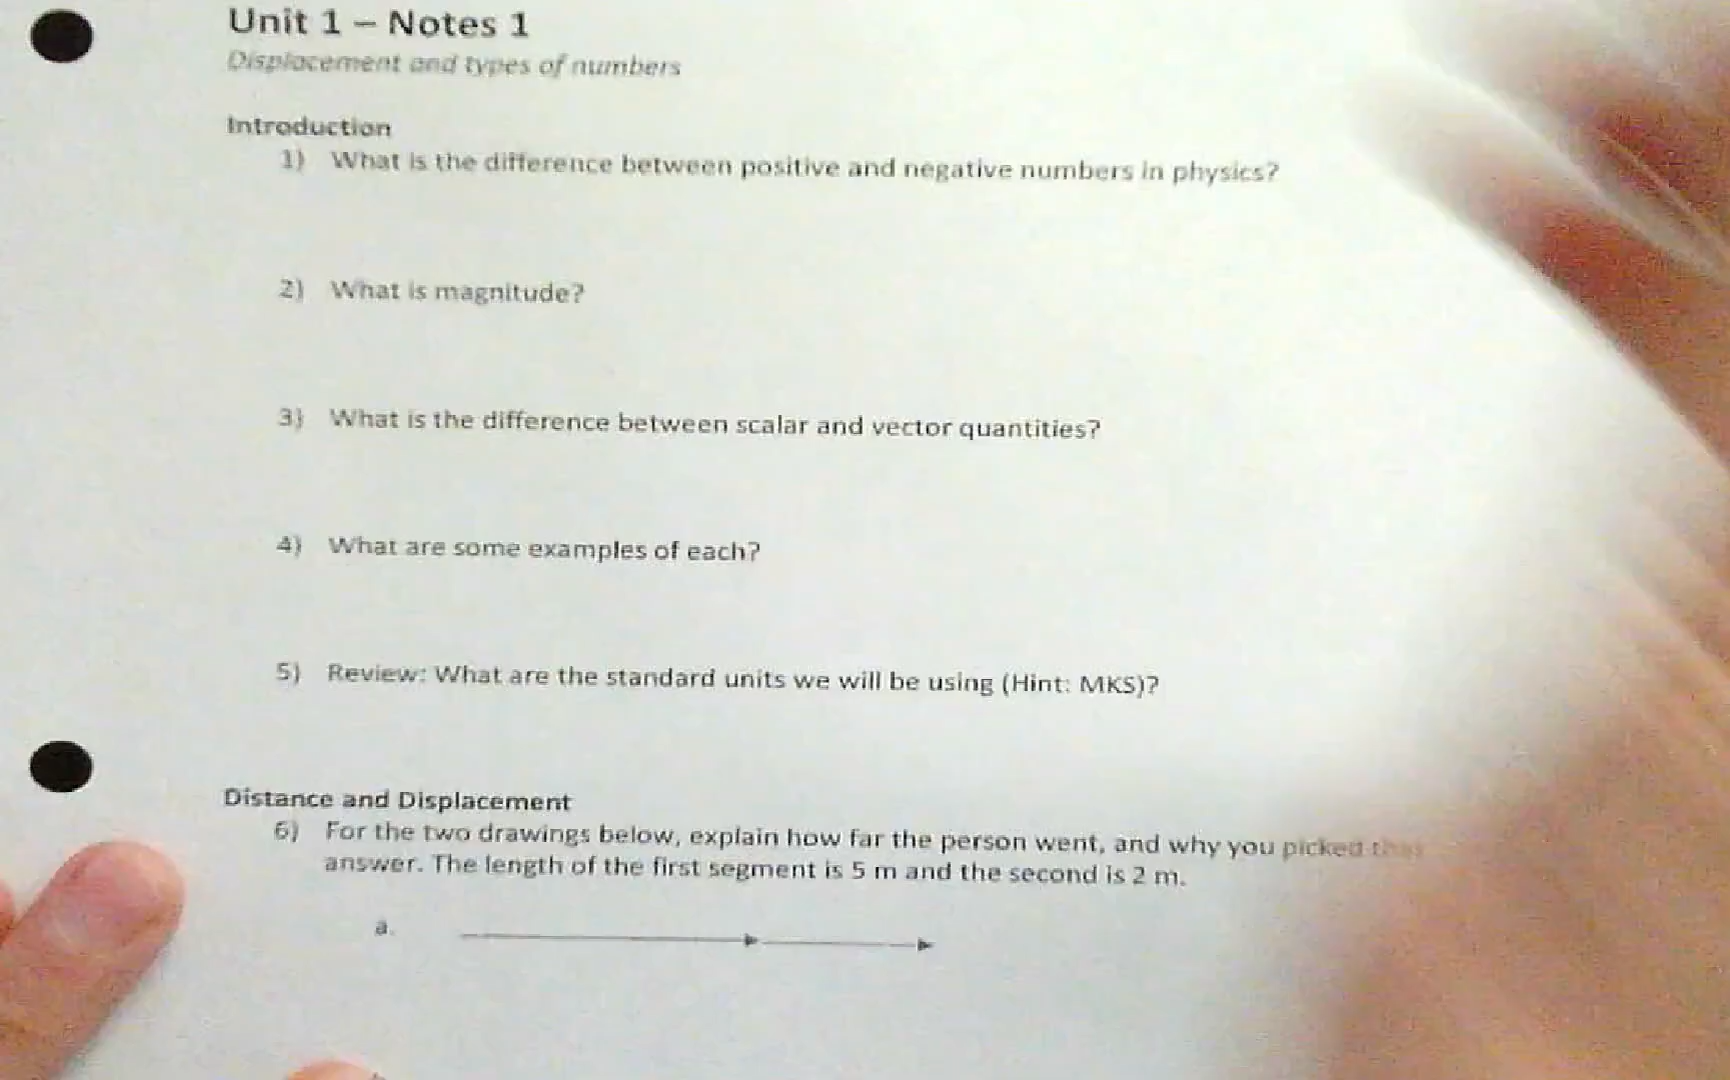 Unit 1 – Notes 1
Displacement and types of numbers
Introduction
1) What is the difference between positive and negative numbers in physics?
2) What is magnitude?
3) What is the difference between scalar and vector quantities?
4) What are some examples of each?
5) Review: What are the standard units we will be using (Hint: MKS)?
Distance and Displacement
6) For the two drawings below, explain how far the person went, and why you picked that
answer. The length of the first segment is 5 m and the second is 2 m.
a.